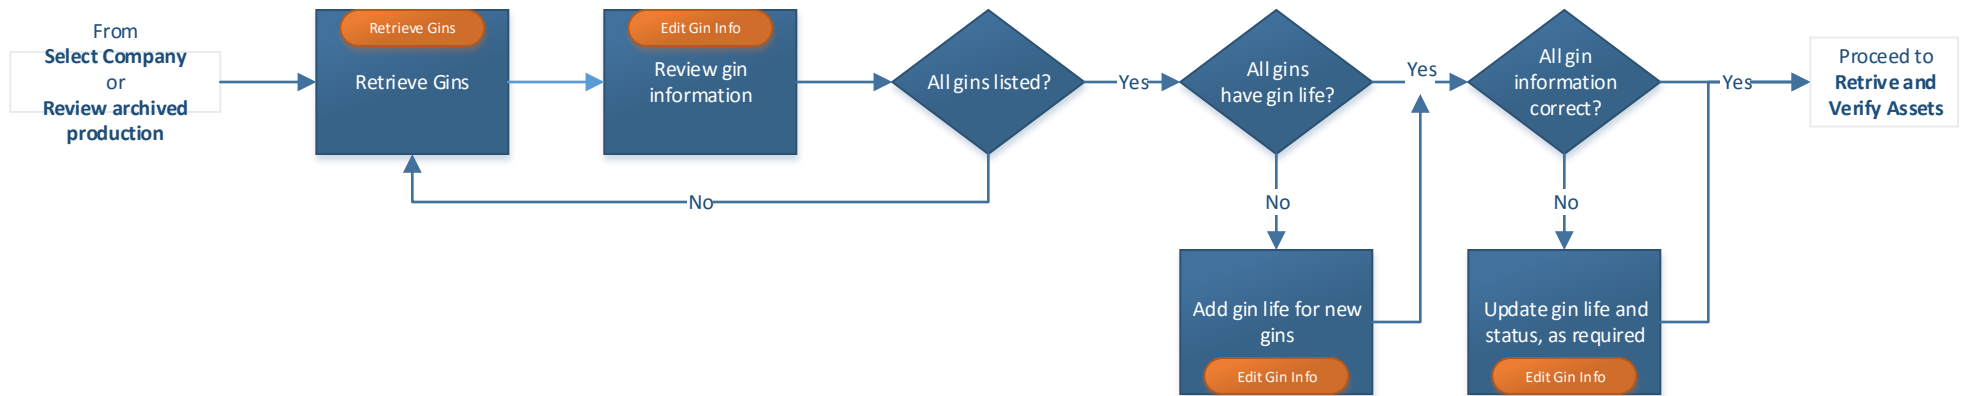 From
Select Company
or
Review archived
production
Retrieve Gins
Retrieve Gins
Edit Gin Info
Review gin
information
All gins listed?
Yes
No
All gins
have gin life?
Yes
No
Add gin life for new
gins
Edit Gin Info
All gin
information
correct?
Yes
No
Update gin life and
status, as required
Edit Gin Info
Proceed to
Retrive and
Verify Assets